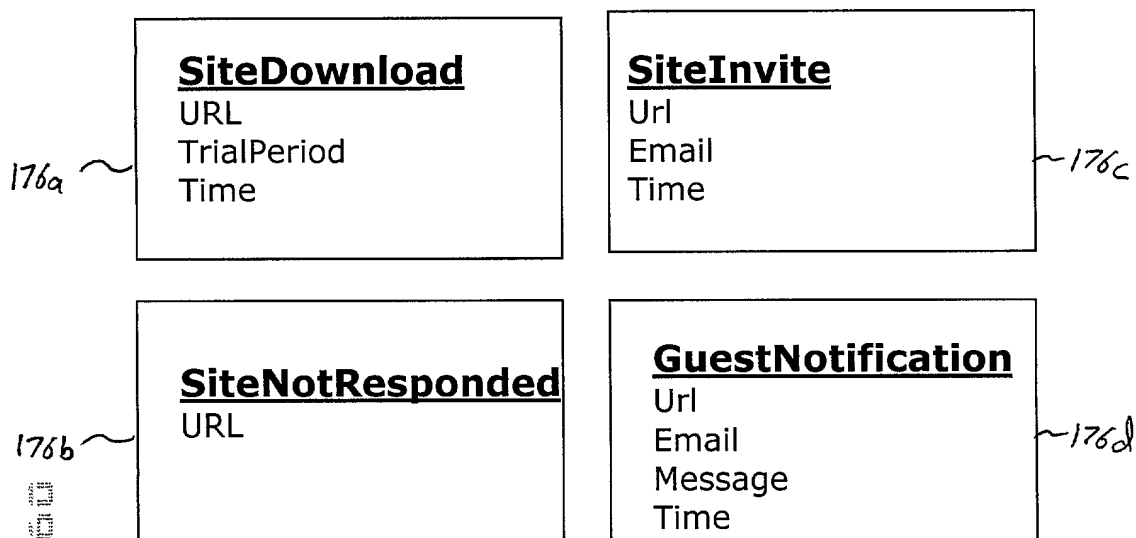 SiteDownload
URL
TrialPeriod
Time
176a
SiteInvite
Url
Email
Time
176c
SiteNotResponded
URL
176b
GuestNotification
Url
Email
Message
Time
176d